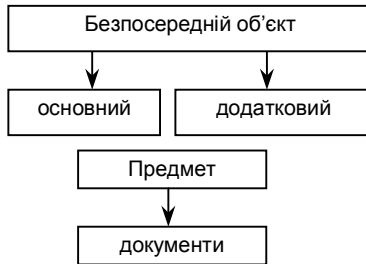 Безпосередній об’єкт
основний
додатковий
Предмет
документи